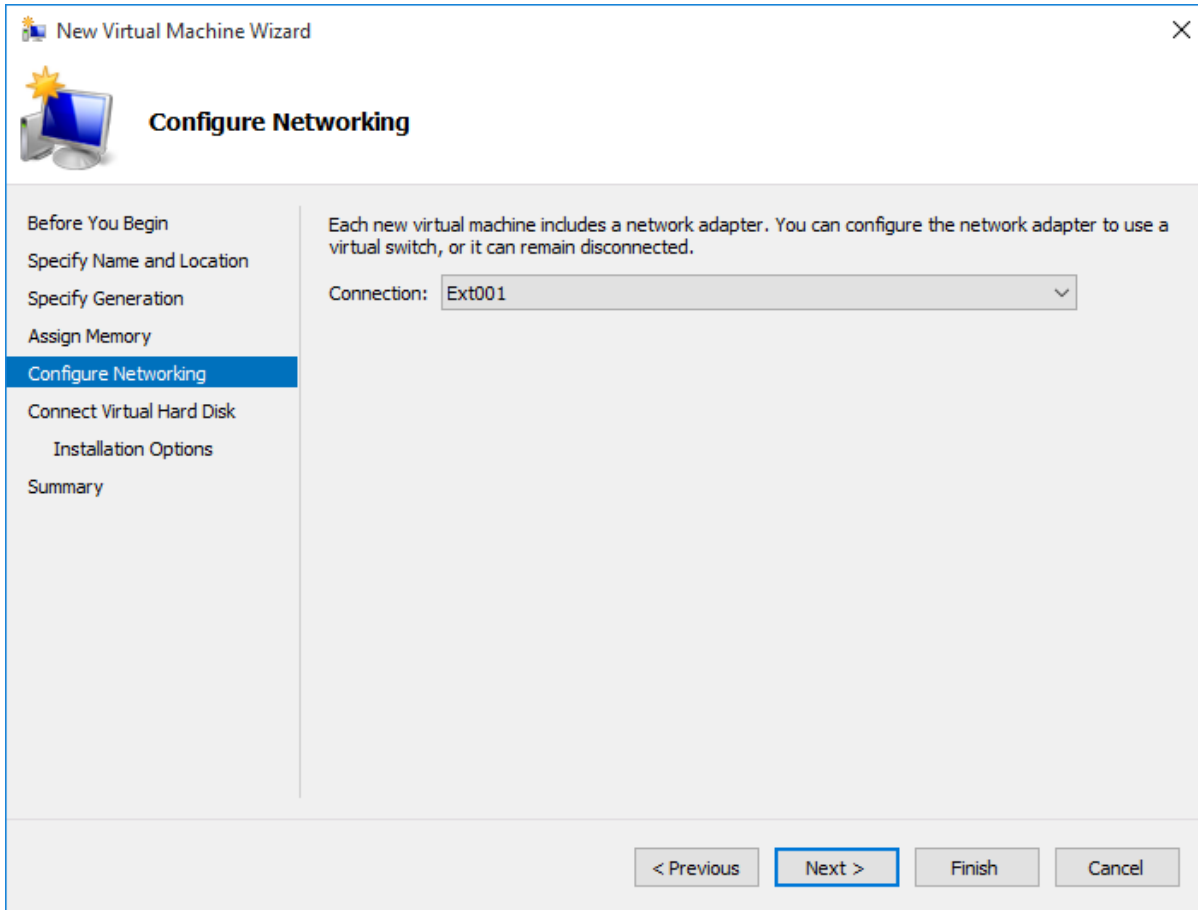 New Virtual Machine Wizard
Configure Networking
Before You Begin
Specify Name and Location
Specify Generation
Assign Memory
Configure Networking
Connect Virtual Hard Disk
Installation Options
Summary
Each new virtual machine includes a network adapter. You can configure the network adapter to use a
virtual switch, or it can remain disconnected.
Connection: Ext001
< Previous Next > Finish Cancel